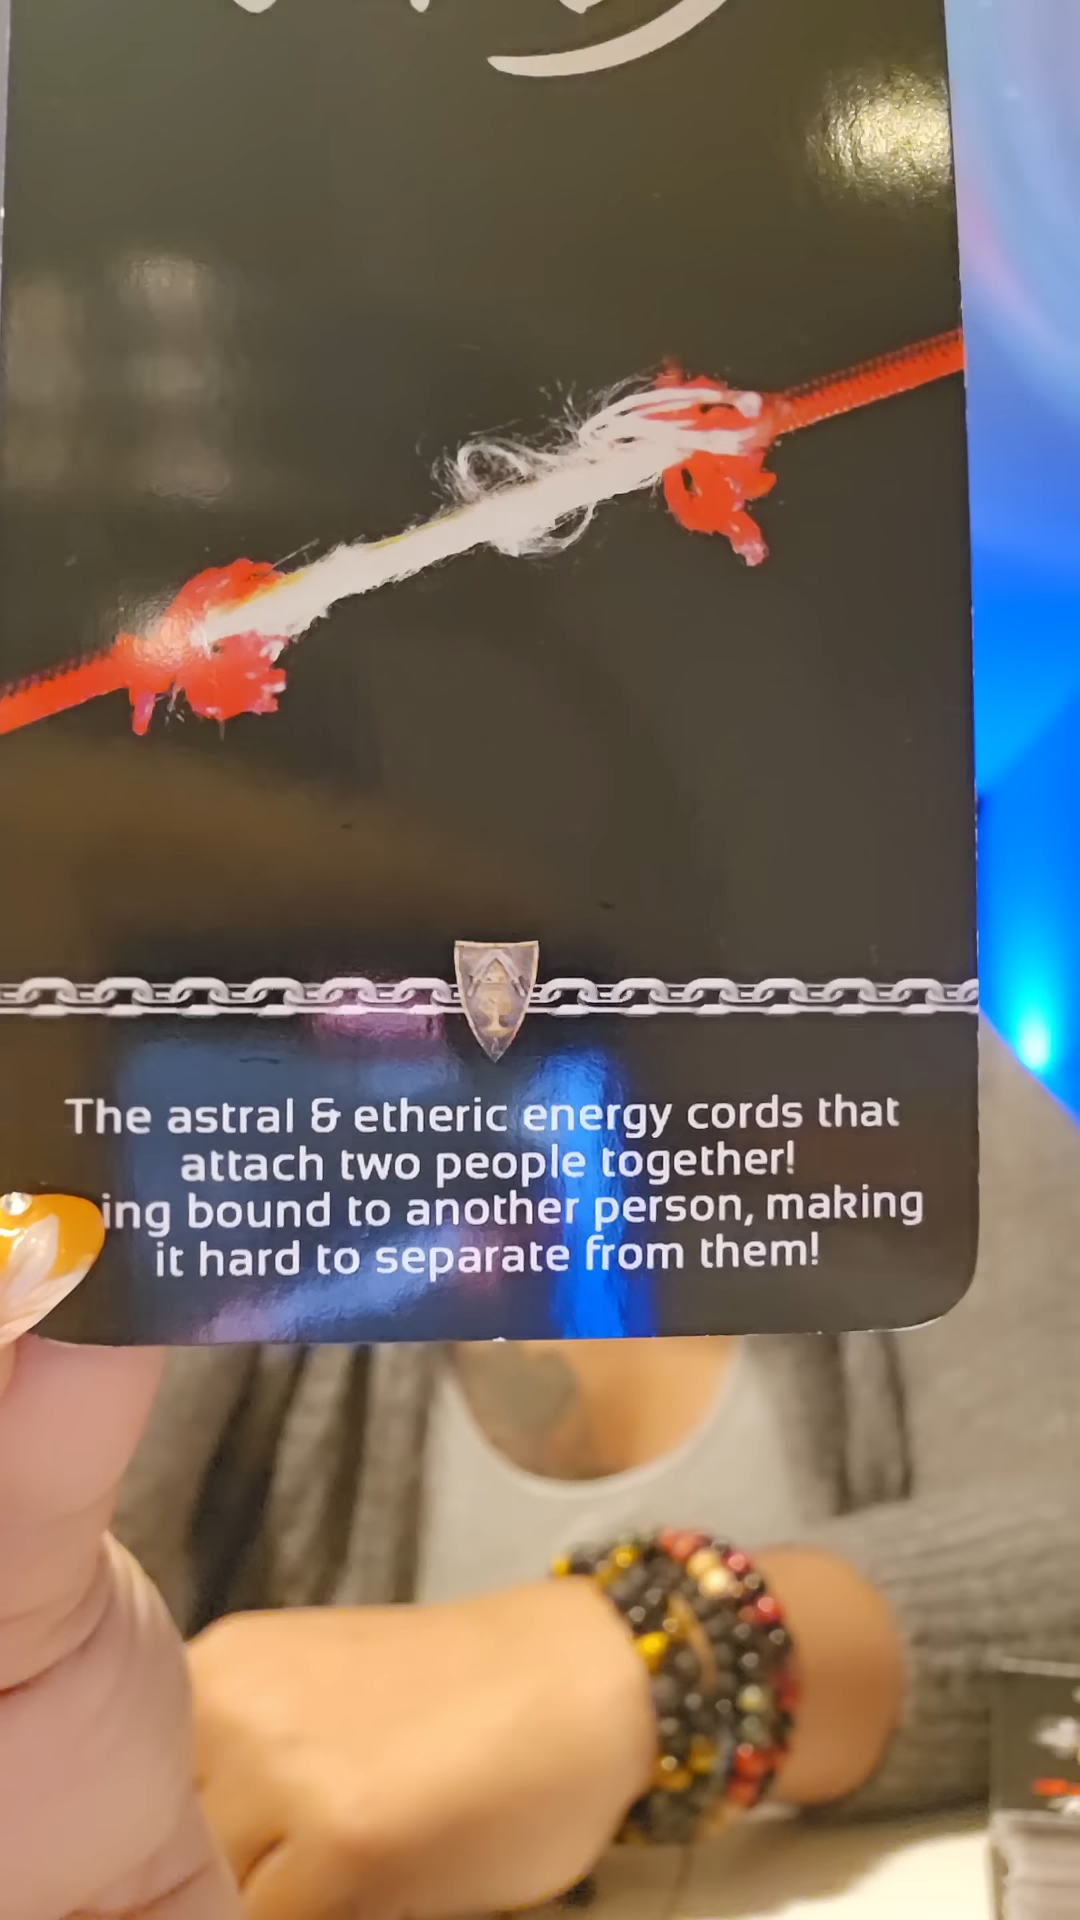 The astral & etheric energy cords that
attach two people together!
ing bound to another person, making
it hard to separate from them!